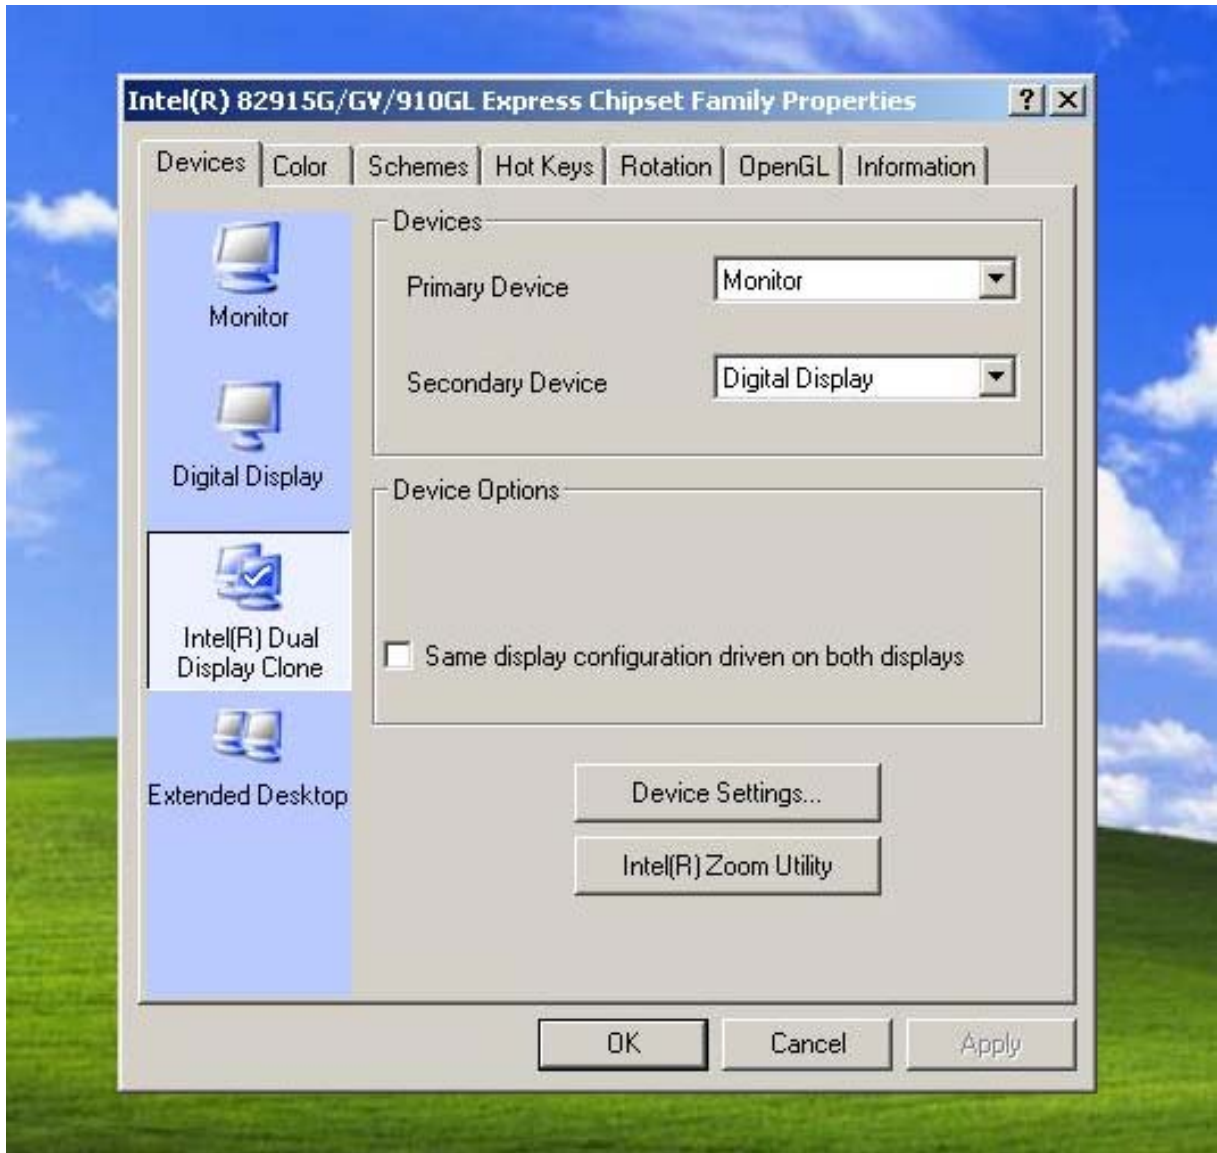 Intel(R) 82915G/GV/910GL Express Chipset Family Properties
Devices Color Schemes Hot Keys Rotation OpenGL Information
Monitor
Digital Display
Intel(R) Dual
Display Clone
Extended Desktop
Devices
Primary Device Monitor
Secondary Device Digital Display
Device Options
Same display configuration driven on both displays
Device Settings...
Intel(R) Zoom Utility
OK Cancel Apply